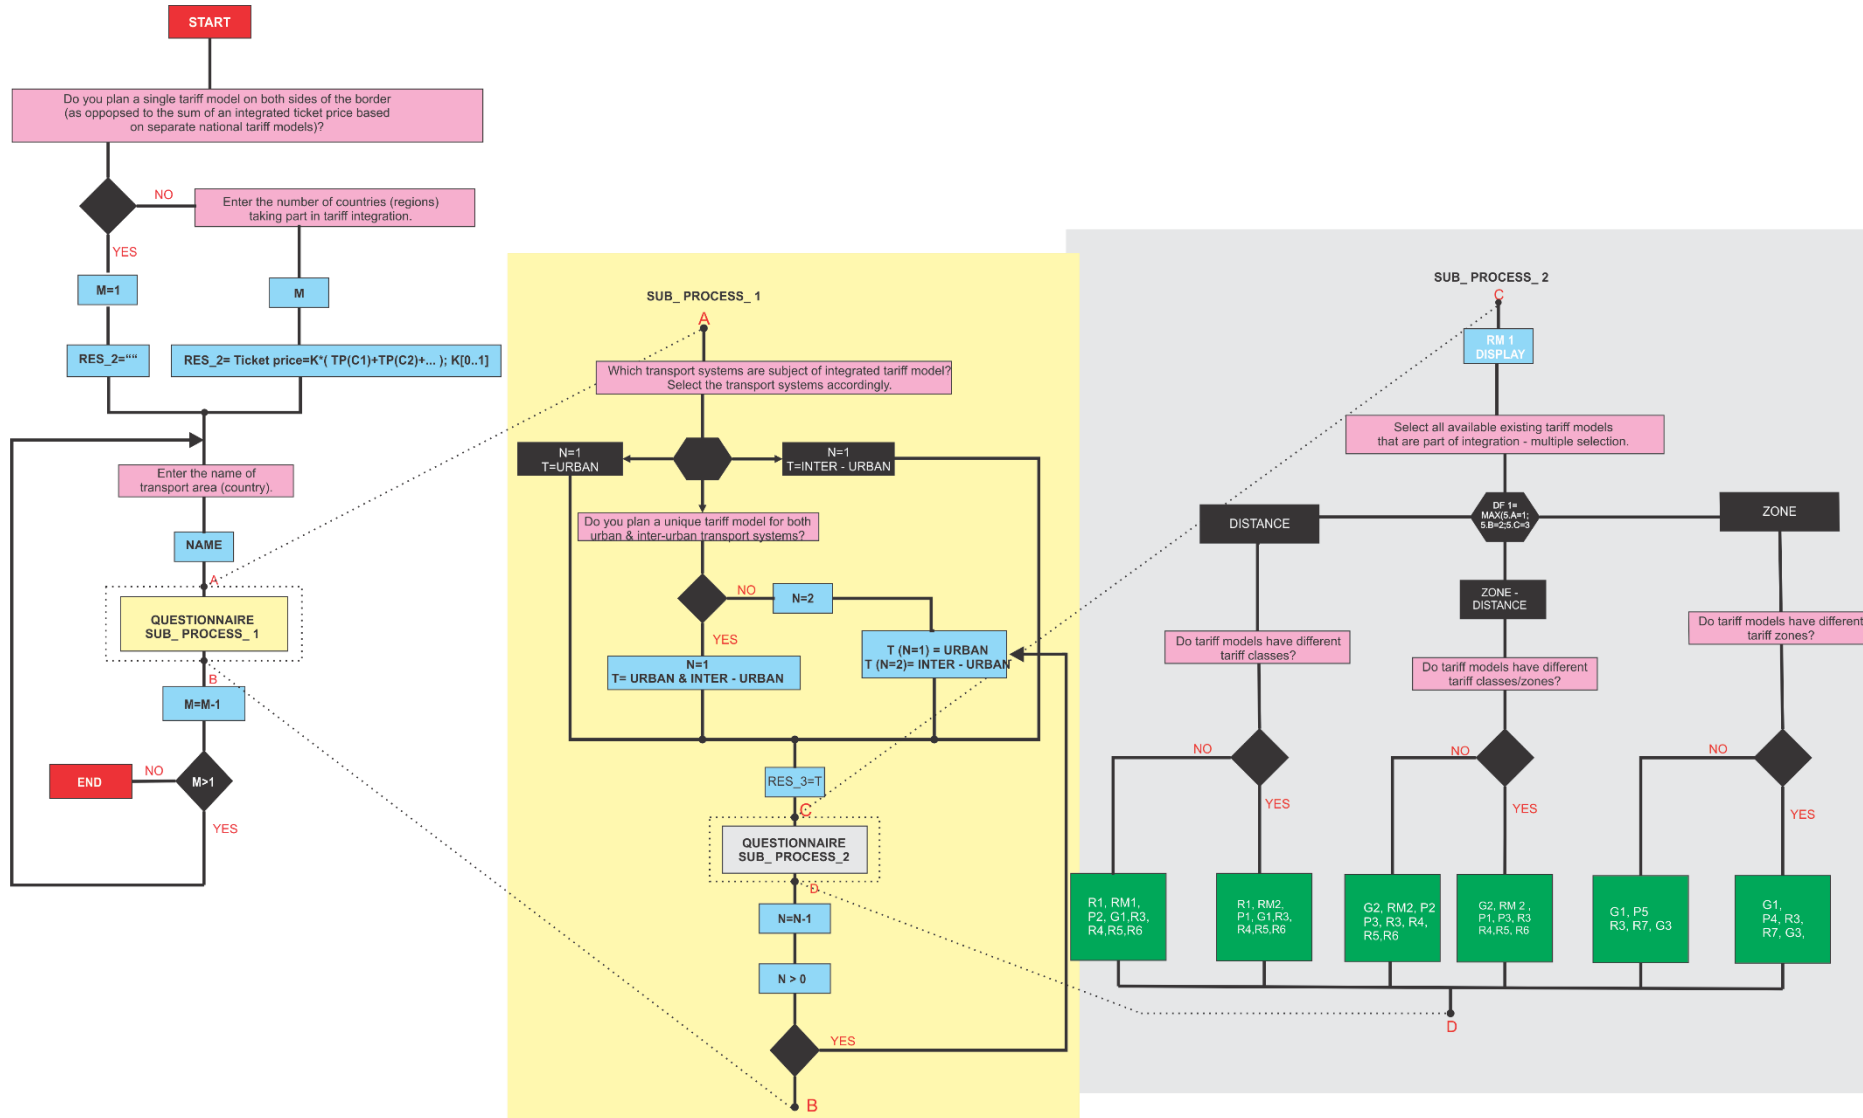 START
Do you plan a single tariff model on both sides of the border
(as oppopsed to the sum of an integrated ticket price based
on separate national tariff models)?
NO
Enter the number of countries (regions)
taking part in tariff integration.
YES
M=1
M
RES_2=““
RES_2= Ticket price=K*( TP(C1)+TP(C2)+... ); K[0..1]
Enter the name of
transport area (country).
NAME
A
QUESTIONNAIRE
SUB_ PROCESS_ 1
B
M=M-1
M>1
NO
END
YES
SUB_ PROCESS_ 1
A
Which transport systems are subject of integrated tariff model?
Select the transport systems accordingly.
N=1
T=URBAN
N=1
T=INTER - URBAN
Do you plan a unique tariff model for both
urban & inter-urban transport systems?
NO
N=2
YES
N=1
T= URBAN & INTER - URBAN
T (N=1) = URBAN
T (N=2)= INTER - URBAN
RES_3=T
C
QUESTIONNAIRE
SUB_ PROCESS_2
D
N=N-1
N > 0
YES
B
SUB_ PROCESS_ 2
C
RM 1
DISPLAY
Select all available existing tariff models
that are part of integration - multiple selection.
DF 1=
MAX(5.A=1;
5.B=2;5.C=3
DISTANCE
ZONE
ZONE -
DISTANCE
Do tariff models have different
tariff classes?
Do tariff models have different
tariff classes/zones?
Do tariff models have different
tariff zones?
NO
YES
NO
YES
NO
YES
R1, RM1,
P2, G1,R3,
R4,R5,R6
R1, RM2,
P1, G1,R3,
R4,R5,R6
G2, RM2, P2
P3, R3, R4,
R5,R6
G2, RM 2 ,
P1, P3, R3
R4,R5, R6
G1, P5
R3, R7, G3
G1,
P4, R3,
R7, G3,
D